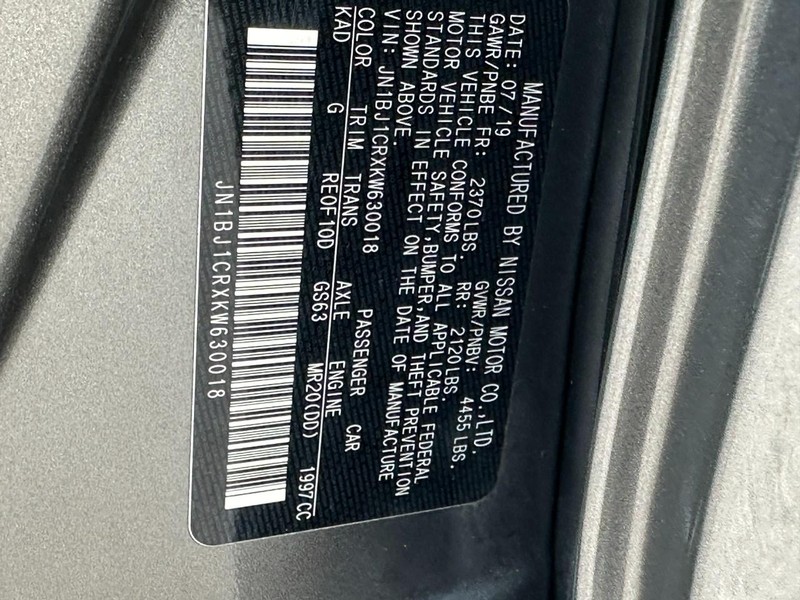 MANUFACTURED BY NISSAN MOTOR CO.,LTD.
DATE: 07/19 GVWR/PNBV: 4455 LBS.
GAWR/PNBE FR: 2370 LBS. RR: 2120 LBS.
THIS VEHICLE CONFORMS TO ALL APPLICABLE FEDERAL
MOTOR VEHICLE SAFETY,BUMPER,AND THEFT PREVENTION
STANDARDS IN EFFECT ON THE DATE OF MANUFACTURE
SHOWN ABOVE.
VIN: JN1BJ1CRXKW630018 PASSENGER CAR
COLOR TRIM TRANS AXLE ENGINE
KAD G RE0F10D GS63 MR20(DD) 1997CC
JN1BJ1CRXKW630018